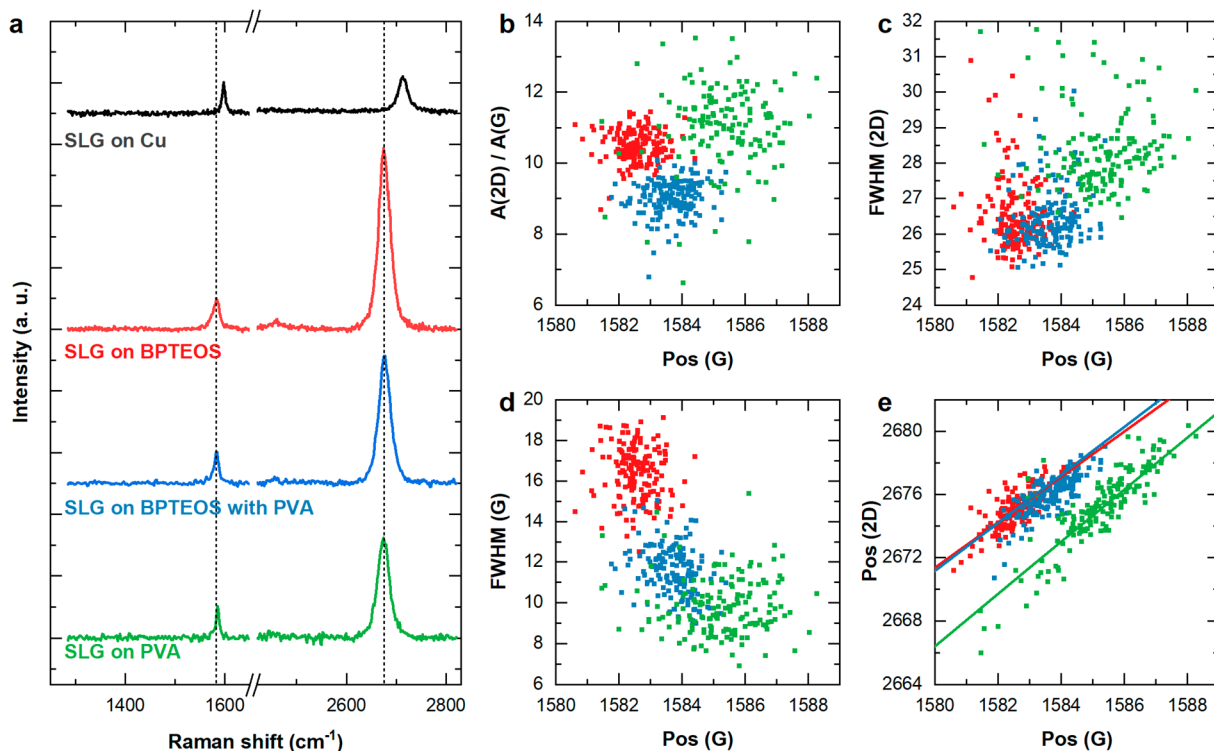 a
Intensity (a. u.)
SLG on Cu
SLG on BPTEOS
SLG on BPTEOS with PVA
SLG on PVA
1400 1600 2600 2800
Raman shift (cm⁻¹)
b
A(2D) / A(G)
14
12
10
8
6
1580 1582 1584 1586 1588
Pos (G)
c
FWHM (2D)
32
31
30
29
28
27
26
25
24
1580 1582 1584 1586 1588
Pos (G)
d
FWHM (G)
20
18
16
14
12
10
8
6
1580 1582 1584 1586 1588
Pos (G)
e
Pos (2D)
2680
2676
2672
2668
2664
1580 1582 1584 1586 1588
Pos (G)